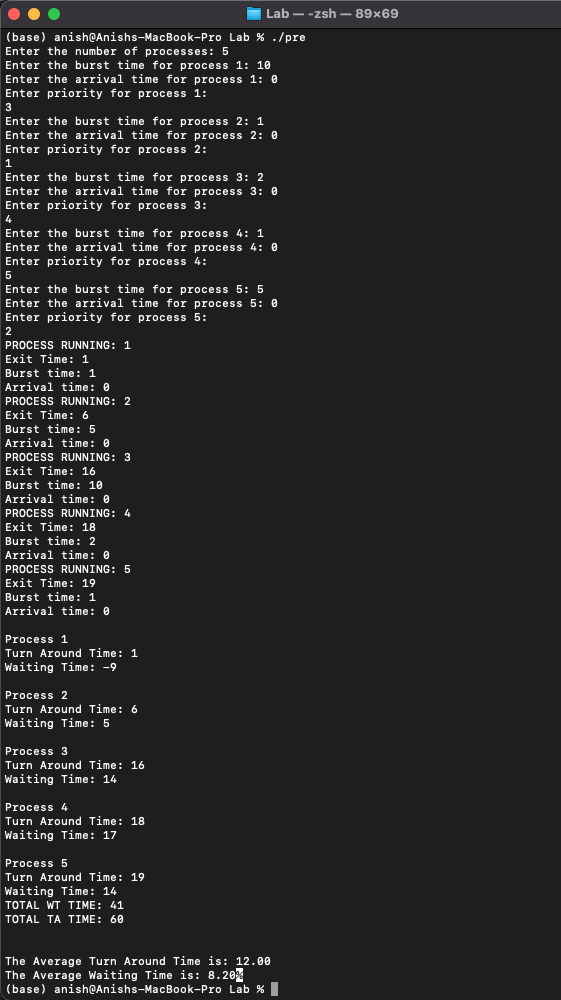 Lab — -zsh — 89×69
(base) anish@Anishs-MacBook-Pro Lab % ./pre
Enter the number of processes: 5
Enter the burst time for process 1: 10
Enter the arrival time for process 1: 0
Enter priority for process 1:
3
Enter the burst time for process 2: 1
Enter the arrival time for process 2: 0
Enter priority for process 2:
1
Enter the burst time for process 3: 2
Enter the arrival time for process 3: 0
Enter priority for process 3:
4
Enter the burst time for process 4: 1
Enter the arrival time for process 4: 0
Enter priority for process 4:
5
Enter the burst time for process 5: 5
Enter the arrival time for process 5: 0
Enter priority for process 5:
2
PROCESS RUNNING: 1
Exit Time: 1
Burst time: 1
Arrival time: 0
PROCESS RUNNING: 2
Exit Time: 6
Burst time: 5
Arrival time: 0
PROCESS RUNNING: 3
Exit Time: 16
Burst time: 10
Arrival time: 0
PROCESS RUNNING: 4
Exit Time: 18
Burst time: 2
Arrival time: 0
PROCESS RUNNING: 5
Exit Time: 19
Burst time: 1
Arrival time: 0
Process 1
Turn Around Time: 1
Waiting Time: -9
Process 2
Turn Around Time: 6
Waiting Time: 5
Process 3
Turn Around Time: 16
Waiting Time: 14
Process 4
Turn Around Time: 18
Waiting Time: 17
Process 5
Turn Around Time: 19
Waiting Time: 14
TOTAL WT TIME: 41
TOTAL TA TIME: 60
The Average Turn Around Time is: 12.00
The Average Waiting Time is: 8.20%
(base) anish@Anishs-MacBook-Pro Lab %